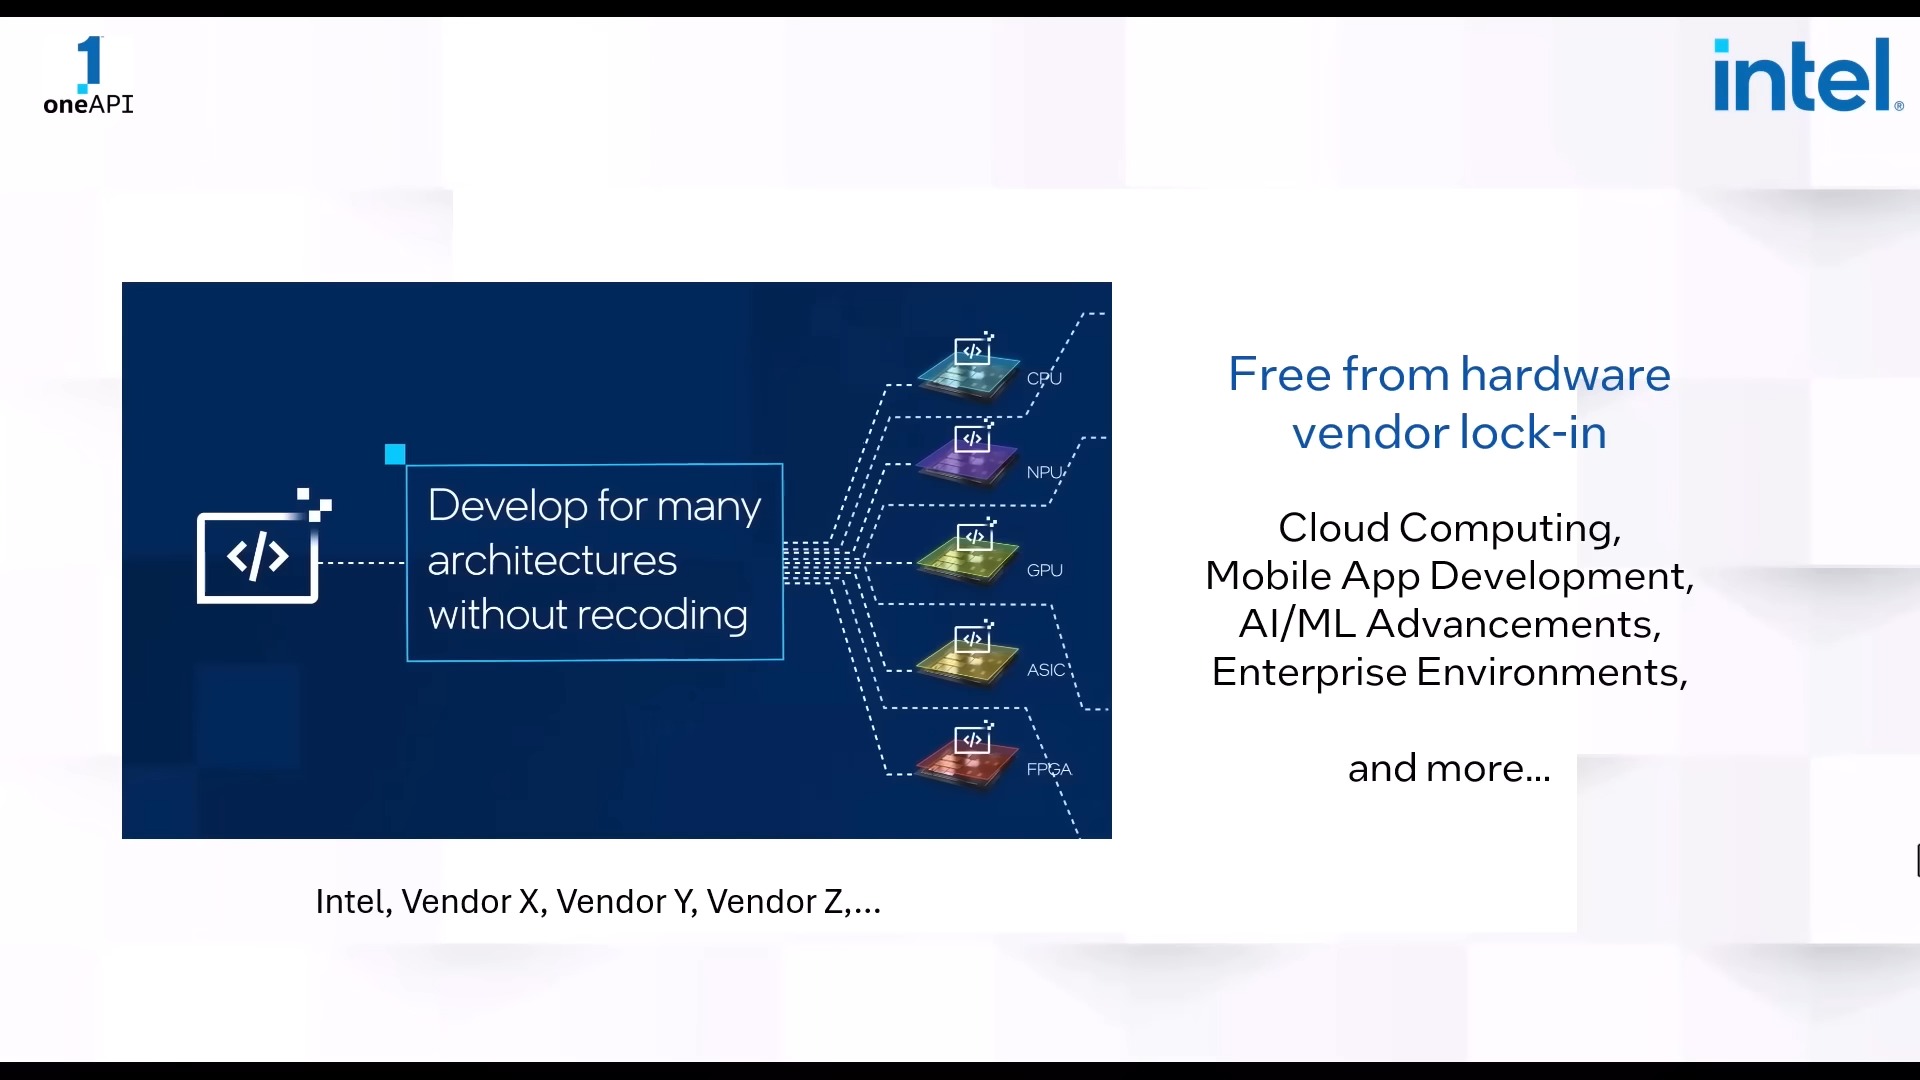 1
oneAPI
intel®
Develop for many
architectures
without recoding
CPU
NPU
GPU
ASIC
FPGA
Intel, Vendor X, Vendor Y, Vendor Z,...
Free from hardware
vendor lock-in
Cloud Computing,
Mobile App Development,
AI/ML Advancements,
Enterprise Environments,
and more...